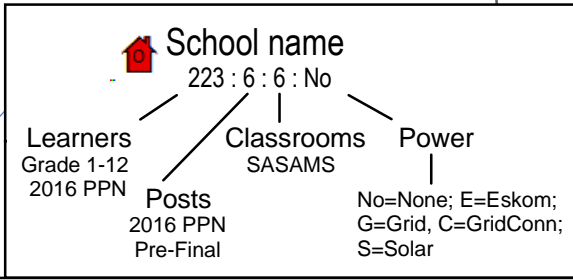 O
School name
223 : 6 : 6 : No
Learners
Grade 1-12
2016 PPN
Posts
2016 PPN
Pre-Final
Classrooms
SASAMS
Power
No=None; E=Eskom;
G=Grid, C=GridConn;
S=Solar